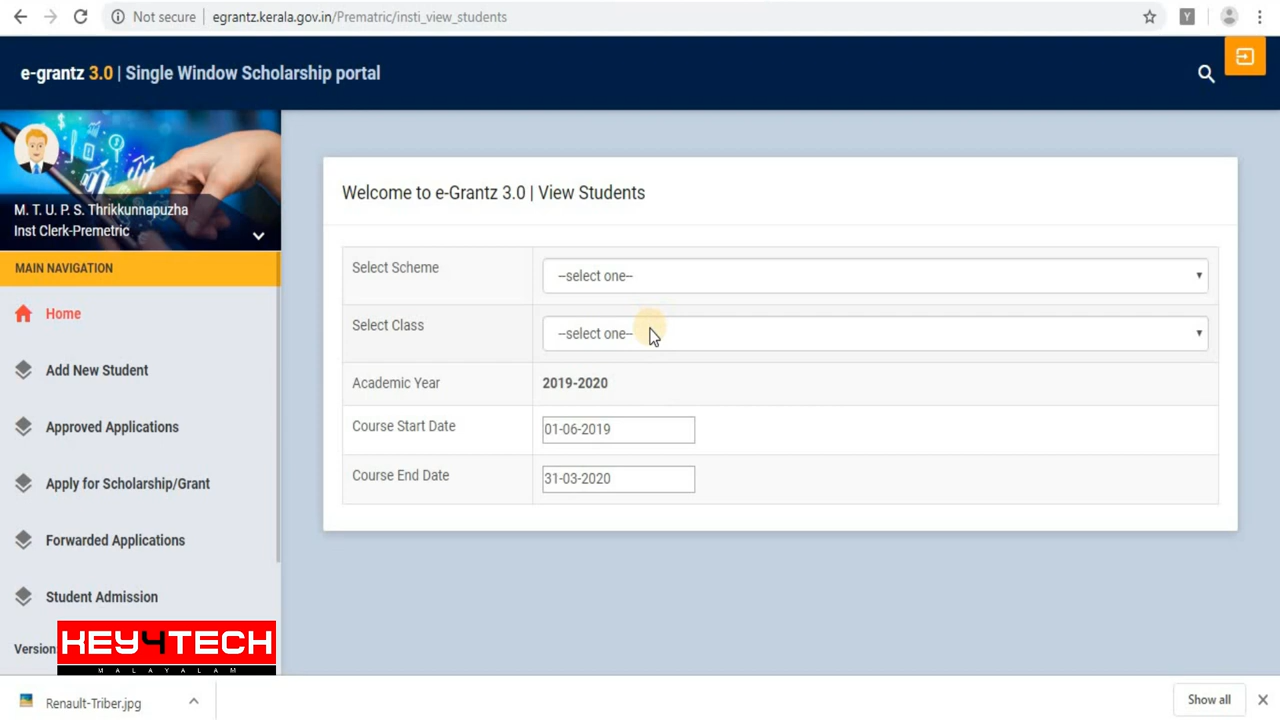 Not secure | egrantz.kerala.gov.in/Prematric/insti_view_students
Y
e-grantz 3.0 | Single Window Scholarship portal
M. T. U. P. S. Thrikkunnapuzha
Inst Clerk-Premetric
MAIN NAVIGATION
Home
Add New Student
Approved Applications
Apply for Scholarship/Grant
Forwarded Applications
Student Admission
Version
KEY4TECH
MALAYALAM
Welcome to e-Grantz 3.0 | View Students
Select Scheme --select one--
Select Class --select one--
Academic Year 2019-2020
Course Start Date 01-06-2019
Course End Date 31-03-2020
Renault-Triber.jpg
Show all